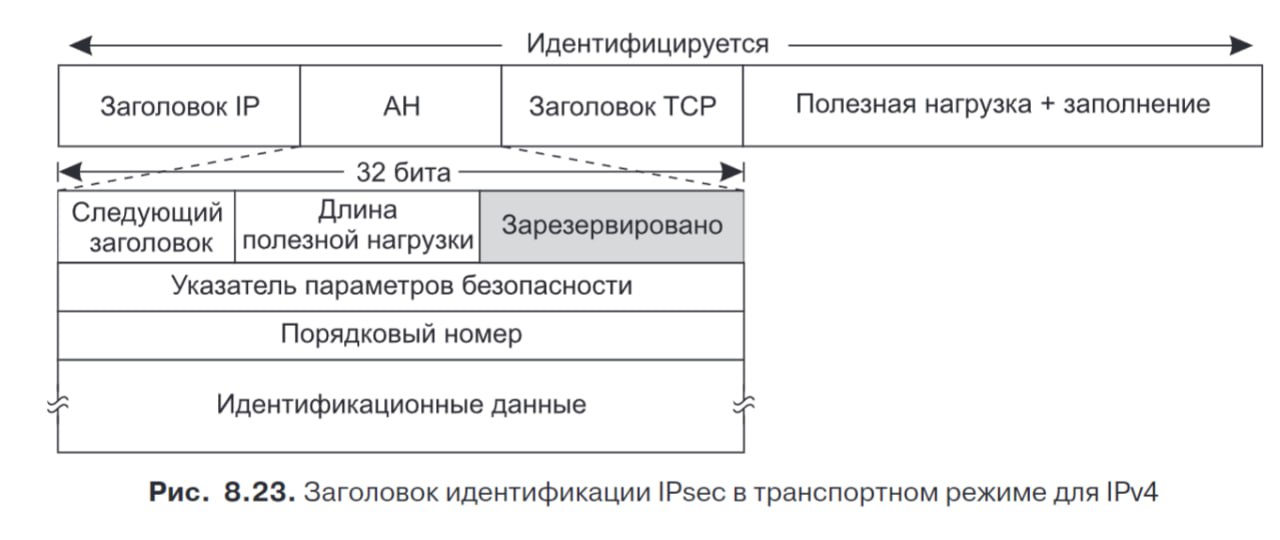 Идентифицируется
Заголовок IP
AH
Заголовок TCP
Полезная нагрузка + заполнение
32 бита
Следующий
заголовок
Длина
полезной нагрузки
Зарезервировано
Указатель параметров безопасности
Порядковый номер
Идентификационные данные
Рис. 8.23. Заголовок идентификации IPsec в транспортном режиме для IPv4